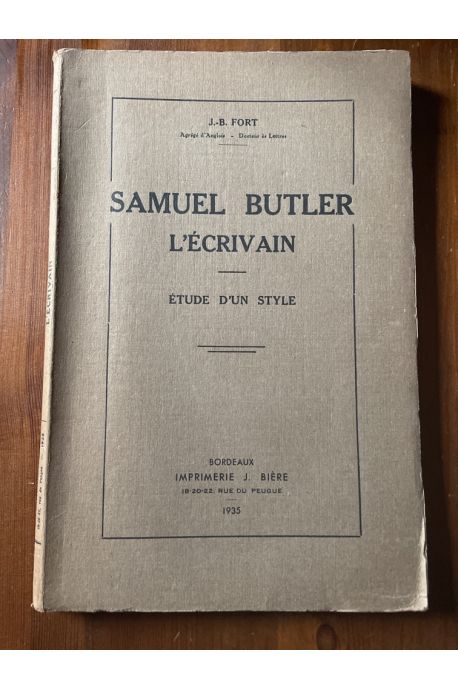 J.-B. FORT
Agrégé d'Anglais - Docteur ès Lettres
SAMUEL BUTLER
L'ÉCRIVAIN
ÉTUDE D'UN STYLE
BORDEAUX
IMPRIMERIE J. BIÈRE
18-20-22, RUE DU PEUGUE
1935
L'ÉCRIVAIN